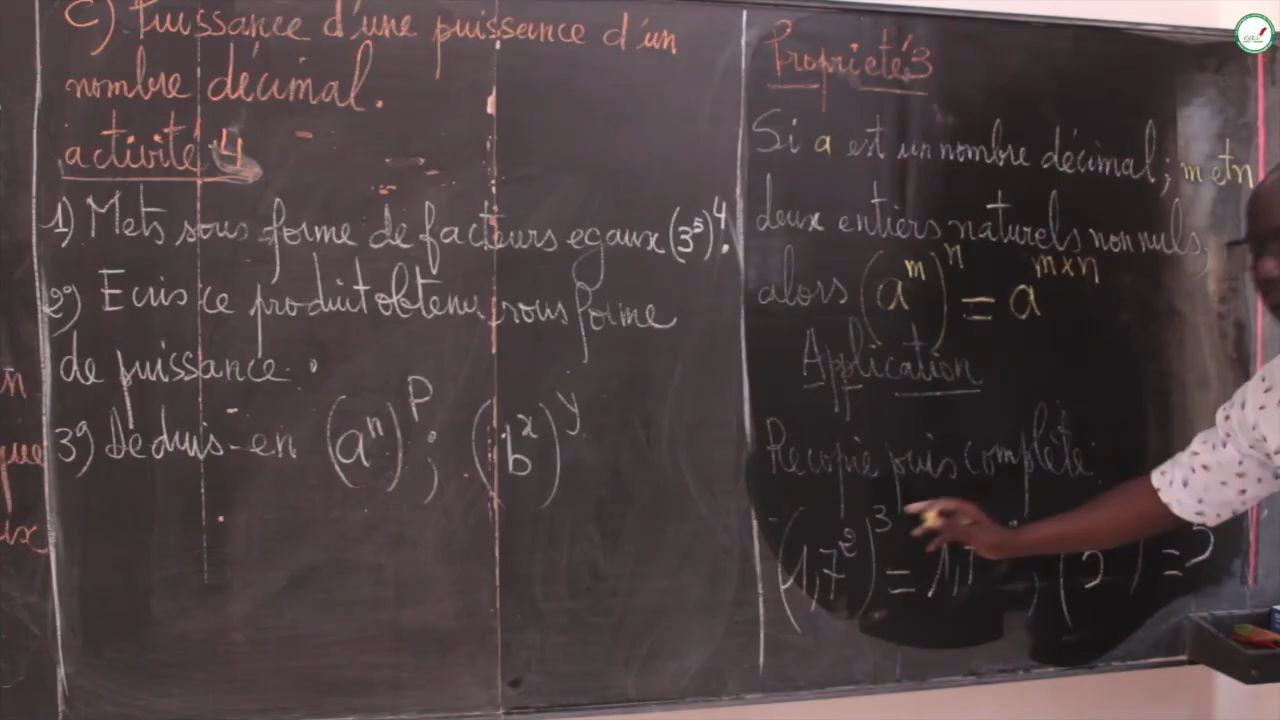 C) Puissance d'une puissance d'un
nombre décimal.
activité 4
1) Mets sous forme de facteurs egaux (3⁵)⁴.
2°) Ecris ce produit obtenu sous forme
de puissance.
3°) Déduis-en (aⁿ)ᴾ ; (bˣ)ʸ
Propriété 3
Si a est un nombre décimal ; m et n
deux entiers naturels non nuls,
alors (aᵐ)ⁿ = aᵐˣⁿ
Application
Recopie puis complète
(1,7²)³ = 1,7